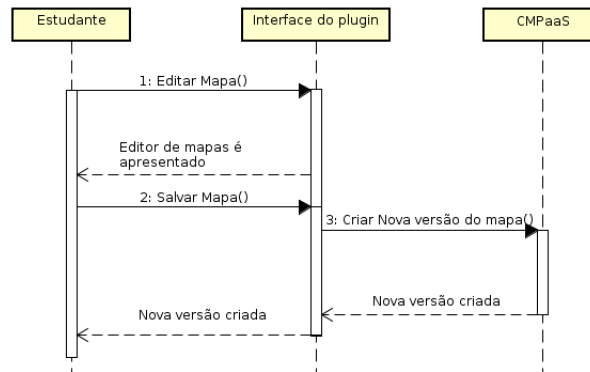 Estudante
Interface do plugin
CMPaaS
1: Editar Mapa()
Editor de mapas é
apresentado
2: Salvar Mapa()
3: Criar Nova versão do mapa()
Nova versão criada
Nova versão criada